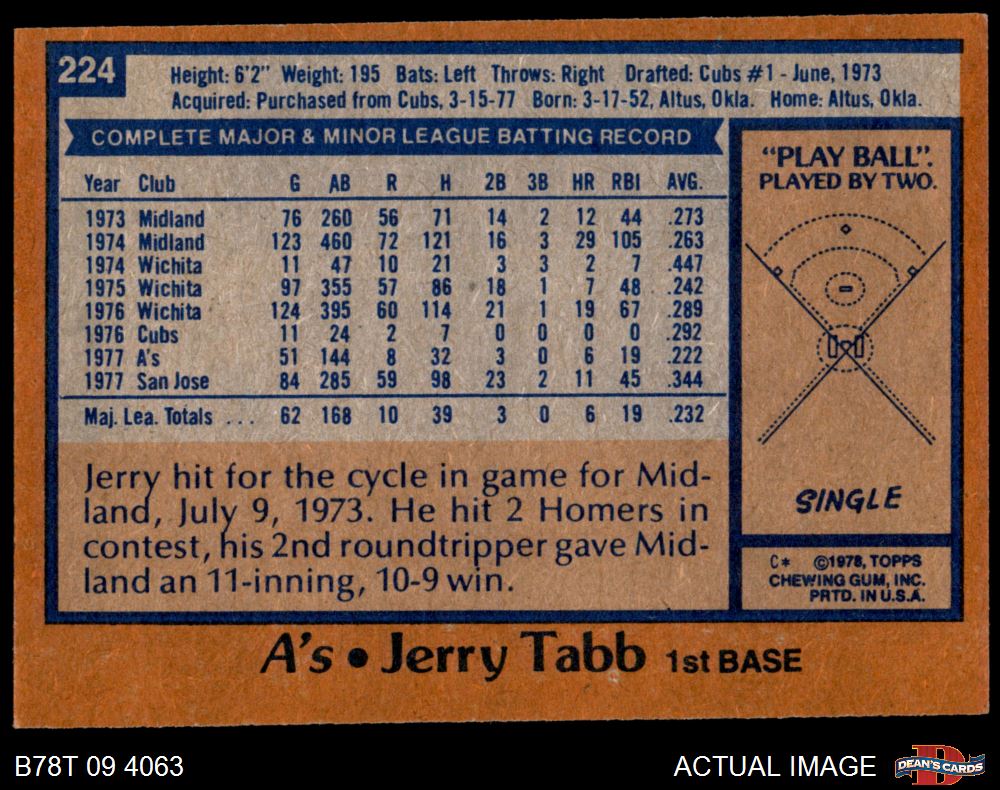 224
Height: 6'2" Weight: 195 Bats: Left Throws: Right Drafted: Cubs #1 - June, 1973
Acquired: Purchased from Cubs, 3-15-77 Born: 3-17-52, Altus, Okla. Home: Altus, Okla.
COMPLETE MAJOR & MINOR LEAGUE BATTING RECORD
Year Club G AB R H 2B 3B HR RBI AVG.
1973 Midland 76 260 56 71 14 2 12 44 .273
1974 Midland 123 460 72 121 16 3 29 105 .263
1974 Wichita 11 47 10 21 3 3 2 7 .447
1975 Wichita 97 355 57 86 18 1 7 48 .242
1976 Wichita 124 395 60 114 21 1 19 67 .289
1976 Cubs 11 24 2 7 0 0 0 0 .292
1977 A's 51 144 8 32 3 0 6 19 .222
1977 San Jose 84 285 59 98 23 2 11 45 .344
Maj. Lea. Totals ... 62 168 10 39 3 0 6 19 .232
Jerry hit for the cycle in game for Mid-
land, July 9, 1973. He hit 2 Homers in
contest, his 2nd roundtripper gave Mid-
land an 11-inning, 10-9 win.
"PLAY BALL".
PLAYED BY TWO.
SINGLE
C* ©1978, TOPPS
CHEWING GUM, INC.
PRTD. IN U.S.A.
A's • Jerry Tabb 1st BASE
B78T 09 4063
ACTUAL IMAGE
D
DEAN'S CARDS